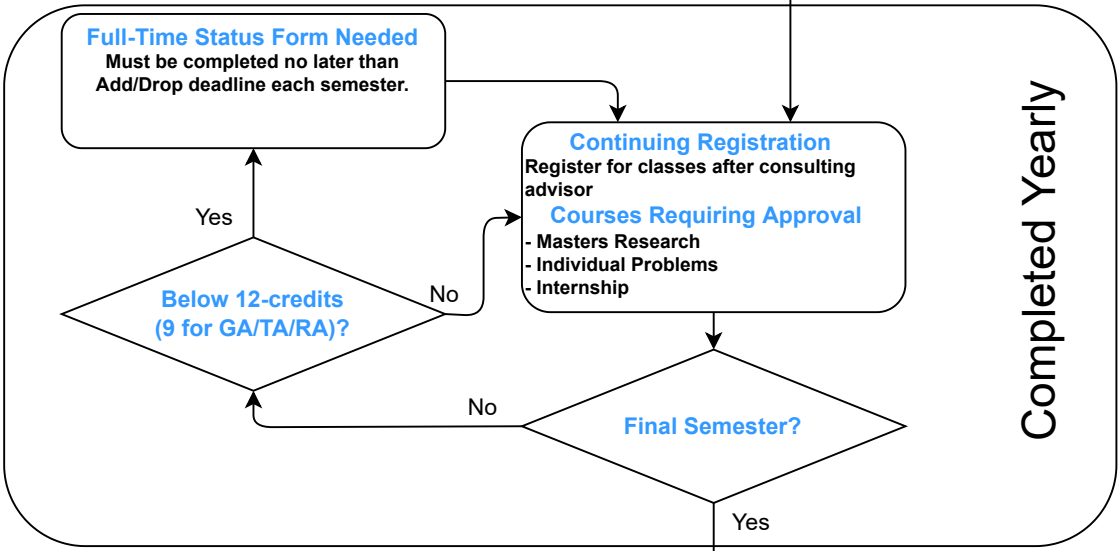 Full-Time Status Form Needed
Must be completed no later than
Add/Drop deadline each semester.
Continuing Registration
Register for classes after consulting
advisor
Courses Requiring Approval
- Masters Research
- Individual Problems
- Internship
Yes
Below 12-credits
(9 for GA/TA/RA)?
No
No
Final Semester?
Yes
Completed Yearly